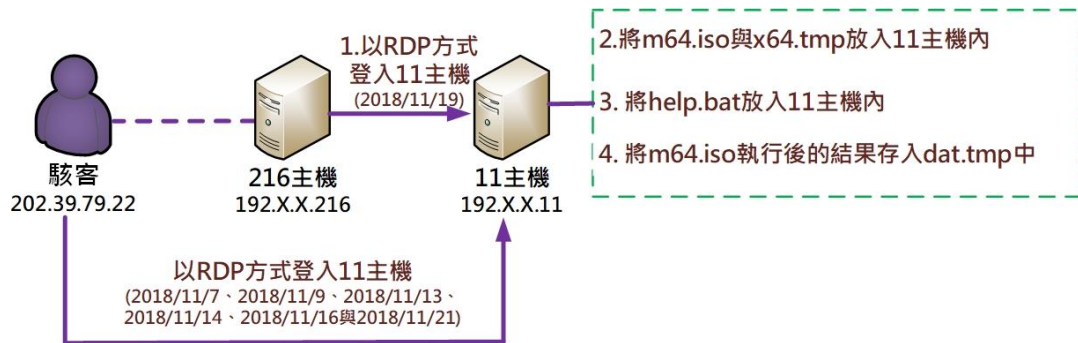 1.以RDP方式
登入11主機
(2018/11/19)
2.將m64.iso與x64.tmp放入11主機內
3. 將help.bat放入11主機內
4. 將m64.iso執行後的結果存入dat.tmp中
駭客
202.39.79.22
216主機
192.X.X.216
11主機
192.X.X.11
以RDP方式登入11主機
(2018/11/7、2018/11/9、2018/11/13、
2018/11/14、2018/11/16與2018/11/21)